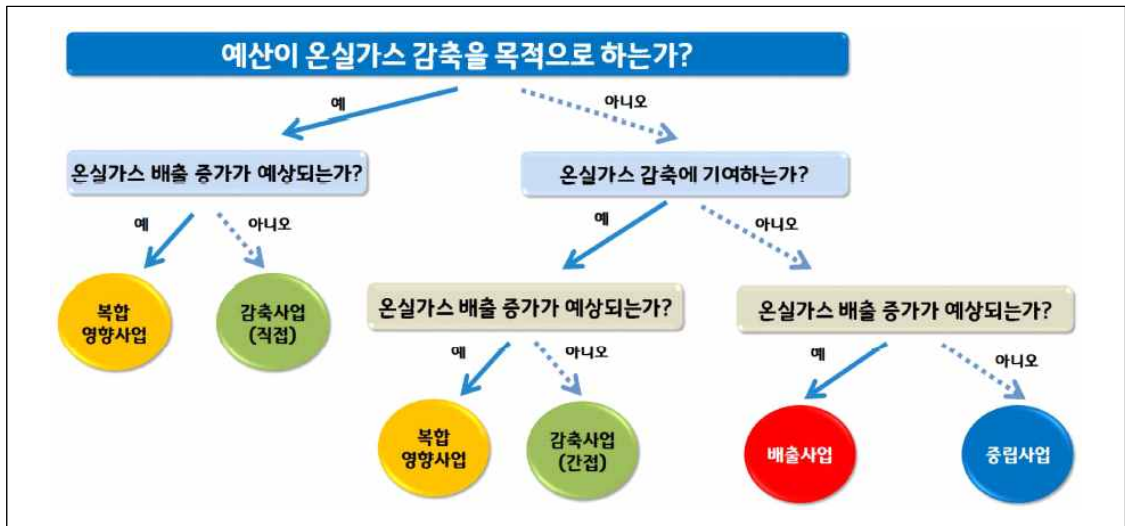 예산이 온실가스 감축을 목적으로 하는가?
예
아니오
온실가스 배출 증가가 예상되는가?
온실가스 감축에 기여하는가?
예
아니오
예
아니오
복합
영향사업
감축사업
(직접)
온실가스 배출 증가가 예상되는가?
온실가스 배출 증가가 예상되는가?
예
아니오
예
아니오
복합
영향사업
감축사업
(간접)
배출사업
중립사업